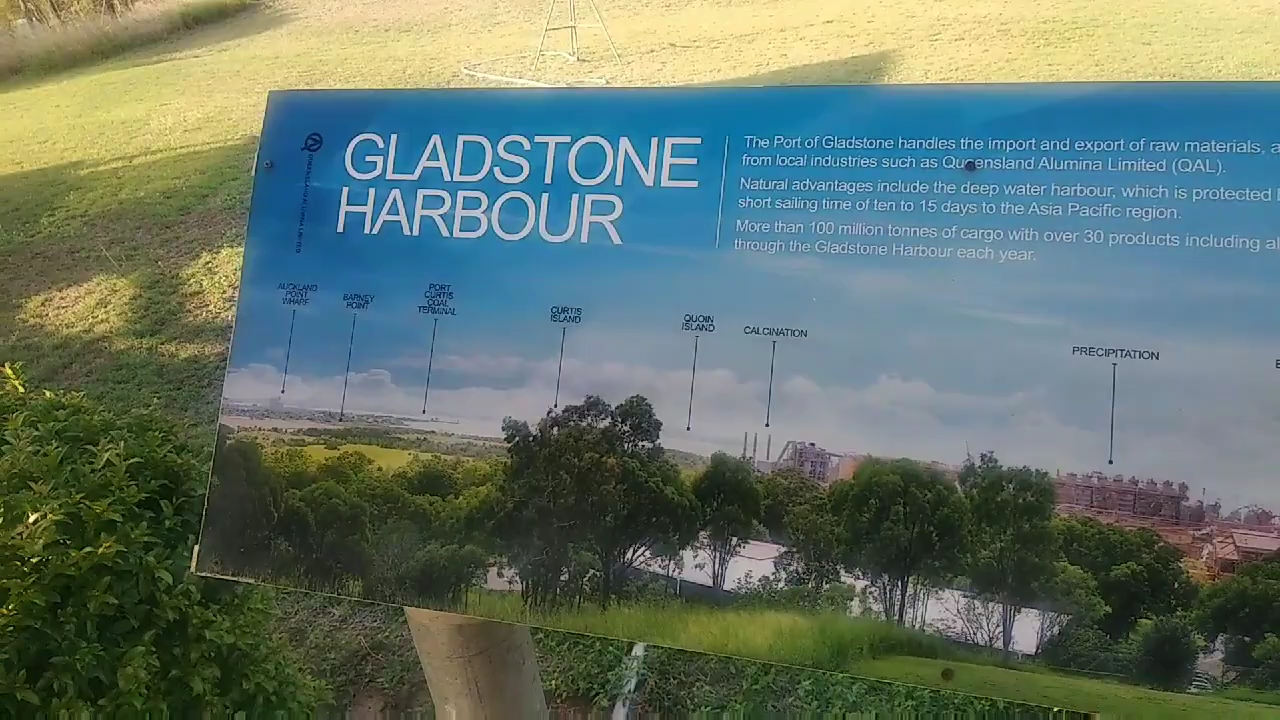 GLADSTONE
HARBOUR
The Port of Gladstone handles the import and export of raw materials,
from local industries such as Queensland Alumina Limited (QAL).
Natural advantages include the deep water harbour, which is protected
short sailing time of ten to 15 days to the Asia Pacific region.
More than 100 million tonnes of cargo with over 30 products including
through the Gladstone Harbour each year.
QUEENSLAND ALUMINA LIMITED
AUCKLAND
POINT
WHARF
BARNEY
POINT
PORT
CURTIS
COAL
TERMINAL
CURTIS
ISLAND
QUOIN
ISLAND
CALCINATION
PRECIPITATION